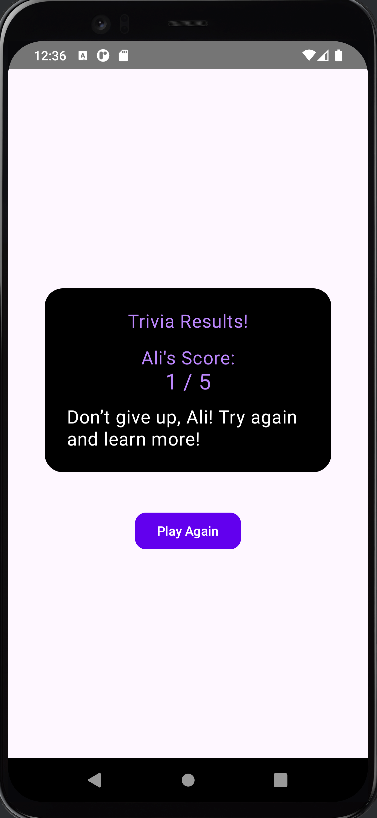 12:36
Trivia Results!
Ali's Score:
1 / 5
Don’t give up, Ali! Try again
and learn more!
Play Again